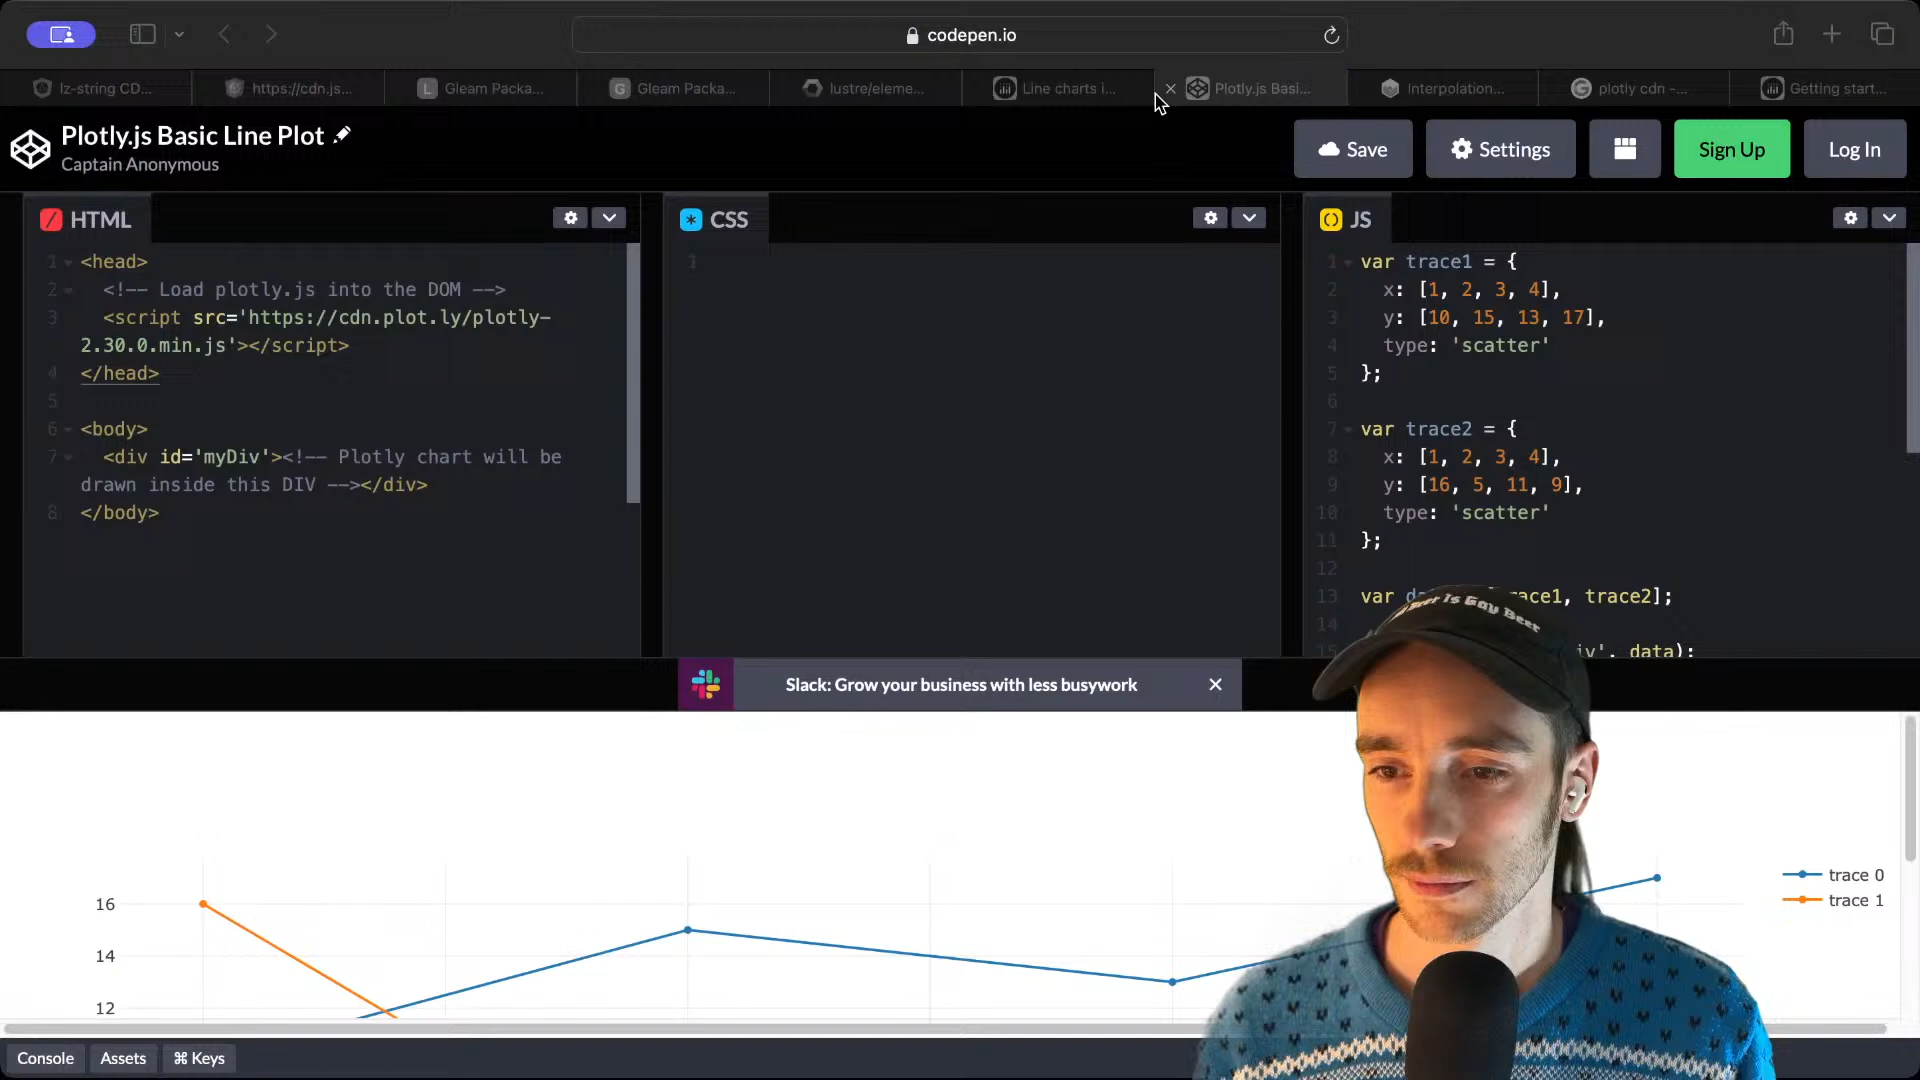 codepen.io
lz-string CD...
https://cdn.js...
Gleam Packa...
Gleam Packa...
lustre/eleme...
Line charts i...
Plotly.js Basi...
Interpolation...
plotly cdn -...
Getting start...
Plotly.js Basic Line Plot
Captain Anonymous
Save
Settings
Sign Up
Log In
HTML
1 <head>
2 <!-- Load plotly.js into the DOM -->
3 <script src='https://cdn.plot.ly/plotly-
2.30.0.min.js'></script>
4 </head>
5
6 <body>
7 <div id='myDiv'><!-- Plotly chart will be
drawn inside this DIV --></div>
8 </body>
CSS
1
JS
1 var trace1 = {
2 x: [1, 2, 3, 4],
3 y: [10, 15, 13, 17],
4 type: 'scatter'
5 };
6
7 var trace2 = {
8 x: [1, 2, 3, 4],
9 y: [16, 5, 11, 9],
10 type: 'scatter'
11 };
12
13 var trace2];
14
15 data);
Is Gay Beer
Slack: Grow your business with less busywork
16
14
12
trace 0
trace 1
Console
Assets
⌘ Keys